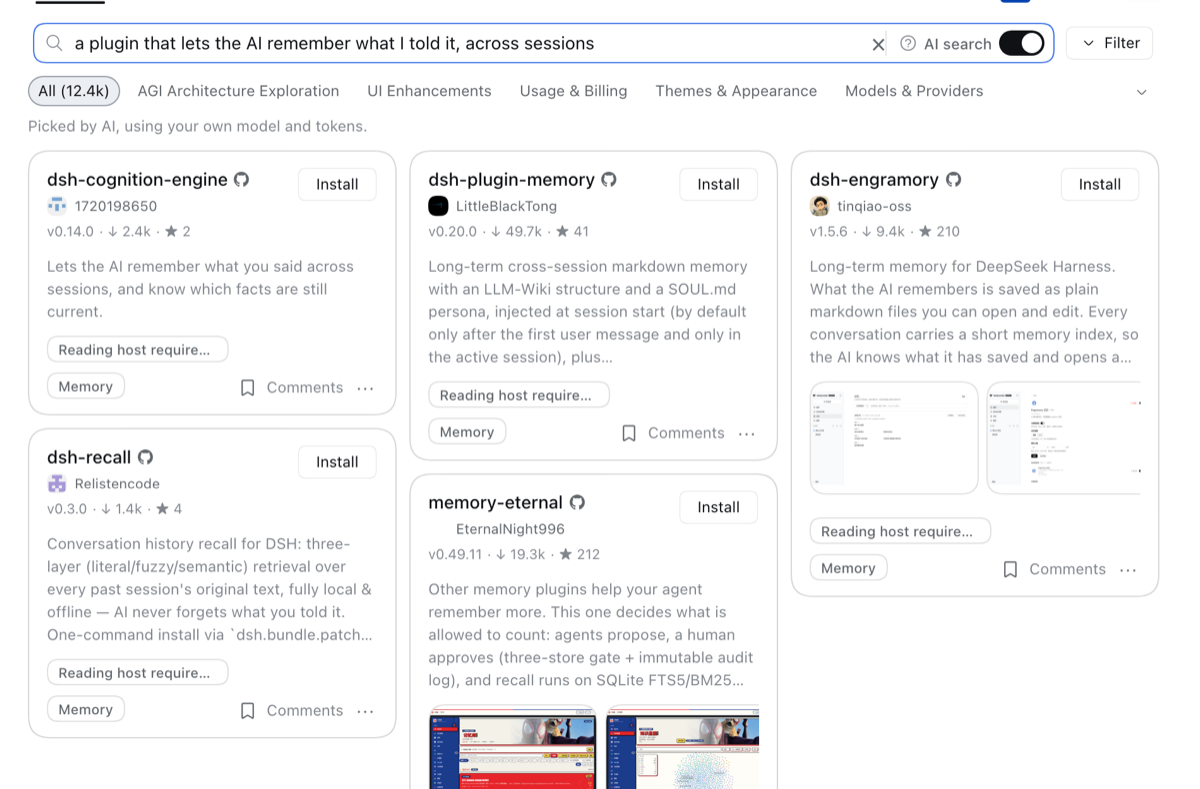 a plugin that lets the AI remember what I told it, across sessions
AI search
Filter
All (12.4k)
AGI Architecture Exploration
UI Enhancements
Usage & Billing
Themes & Appearance
Models & Providers
Picked by AI, using your own model and tokens.
dsh-cognition-engine
Install
1720198650
v0.14.0 · ↓ 2.4k · ★ 2
Lets the AI remember what you said across
sessions, and know which facts are still
current.
Reading host require...
Memory
Comments
dsh-recall
Install
Relistencode
v0.3.0 · ↓ 1.4k · ★ 4
Conversation history recall for DSH: three-
layer (literal/fuzzy/semantic) retrieval over
every past session's original text, fully local &
offline — AI never forgets what you told it.
One-command install via `dsh.bundle.patch...
Reading host require...
Memory
Comments
dsh-plugin-memory
Install
LittleBlackTong
v0.20.0 · ↓ 49.7k · ★ 41
Long-term cross-session markdown memory
with an LLM-Wiki structure and a SOUL.md
persona, injected at session start (by default
only after the first user message and only in
the active session), plus...
Reading host require...
Memory
Comments
memory-eternal
Install
EternalNight996
v0.49.11 · ↓ 19.3k · ★ 212
Other memory plugins help your agent
remember more. This one decides what is
allowed to count: agents propose, a human
approves (three-store gate + immutable audit
log), and recall runs on SQLite FTS5/BM25...
dsh-engramory
Install
tinqiao-oss
v1.5.6 · ↓ 9.4k · ★ 210
Long-term memory for DeepSeek Harness.
What the AI remembers is saved as plain
markdown files you can open and edit. Every
conversation carries a short memory index, so
the AI knows what it has saved and opens a...
Reading host require...
Memory
Comments